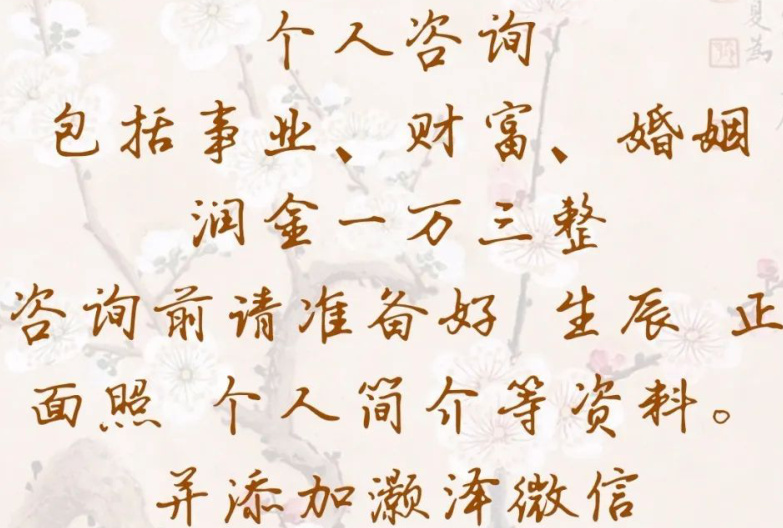 个人咨询
包括事业、财富、婚姻
润金一万三整
咨询前请准备好 生辰 正
面照 个人简介等资料。
并添加灏泽微信